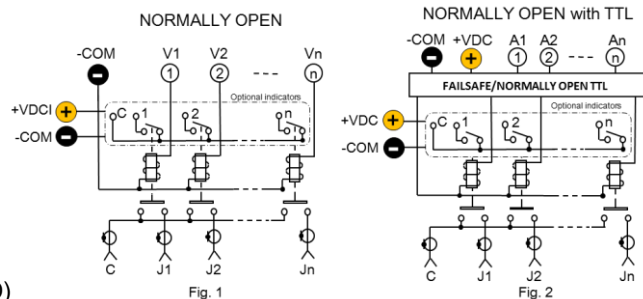 NORMALLY OPEN
-COM V1 V2 Vn
1 2 n
Optional indicators
+VDCI
C 1 2 n
-COM
C J1 J2 Jn
Fig. 1
NORMALLY OPEN with TTL
-COM +VDC A1 A2 An
1 2 n
FAILSAFE/NORMALLY OPEN TTL
Optional indicators
+VDC
C 1 2 n
-COM
C J1 J2 Jn
Fig. 2
)